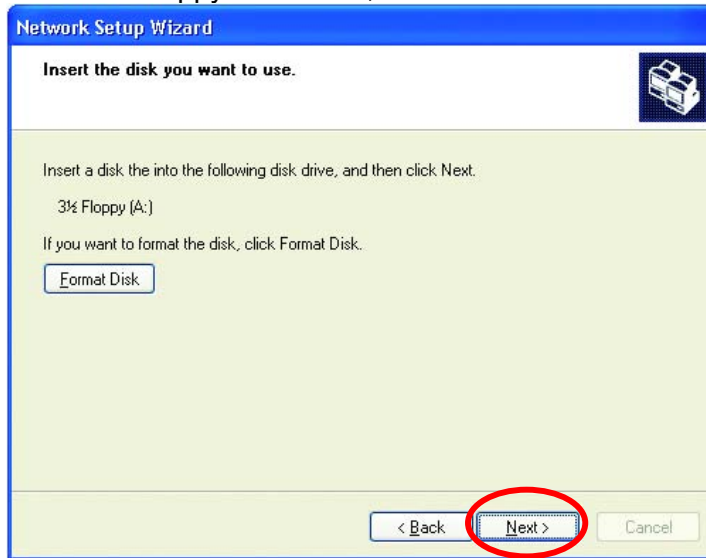 Network Setup Wizard
Insert the disk you want to use.
Insert a disk the into the following disk drive, and then click Next.
3½ Floppy (A:)
If you want to format the disk, click Format Disk.
Format Disk
< Back Next > Cancel